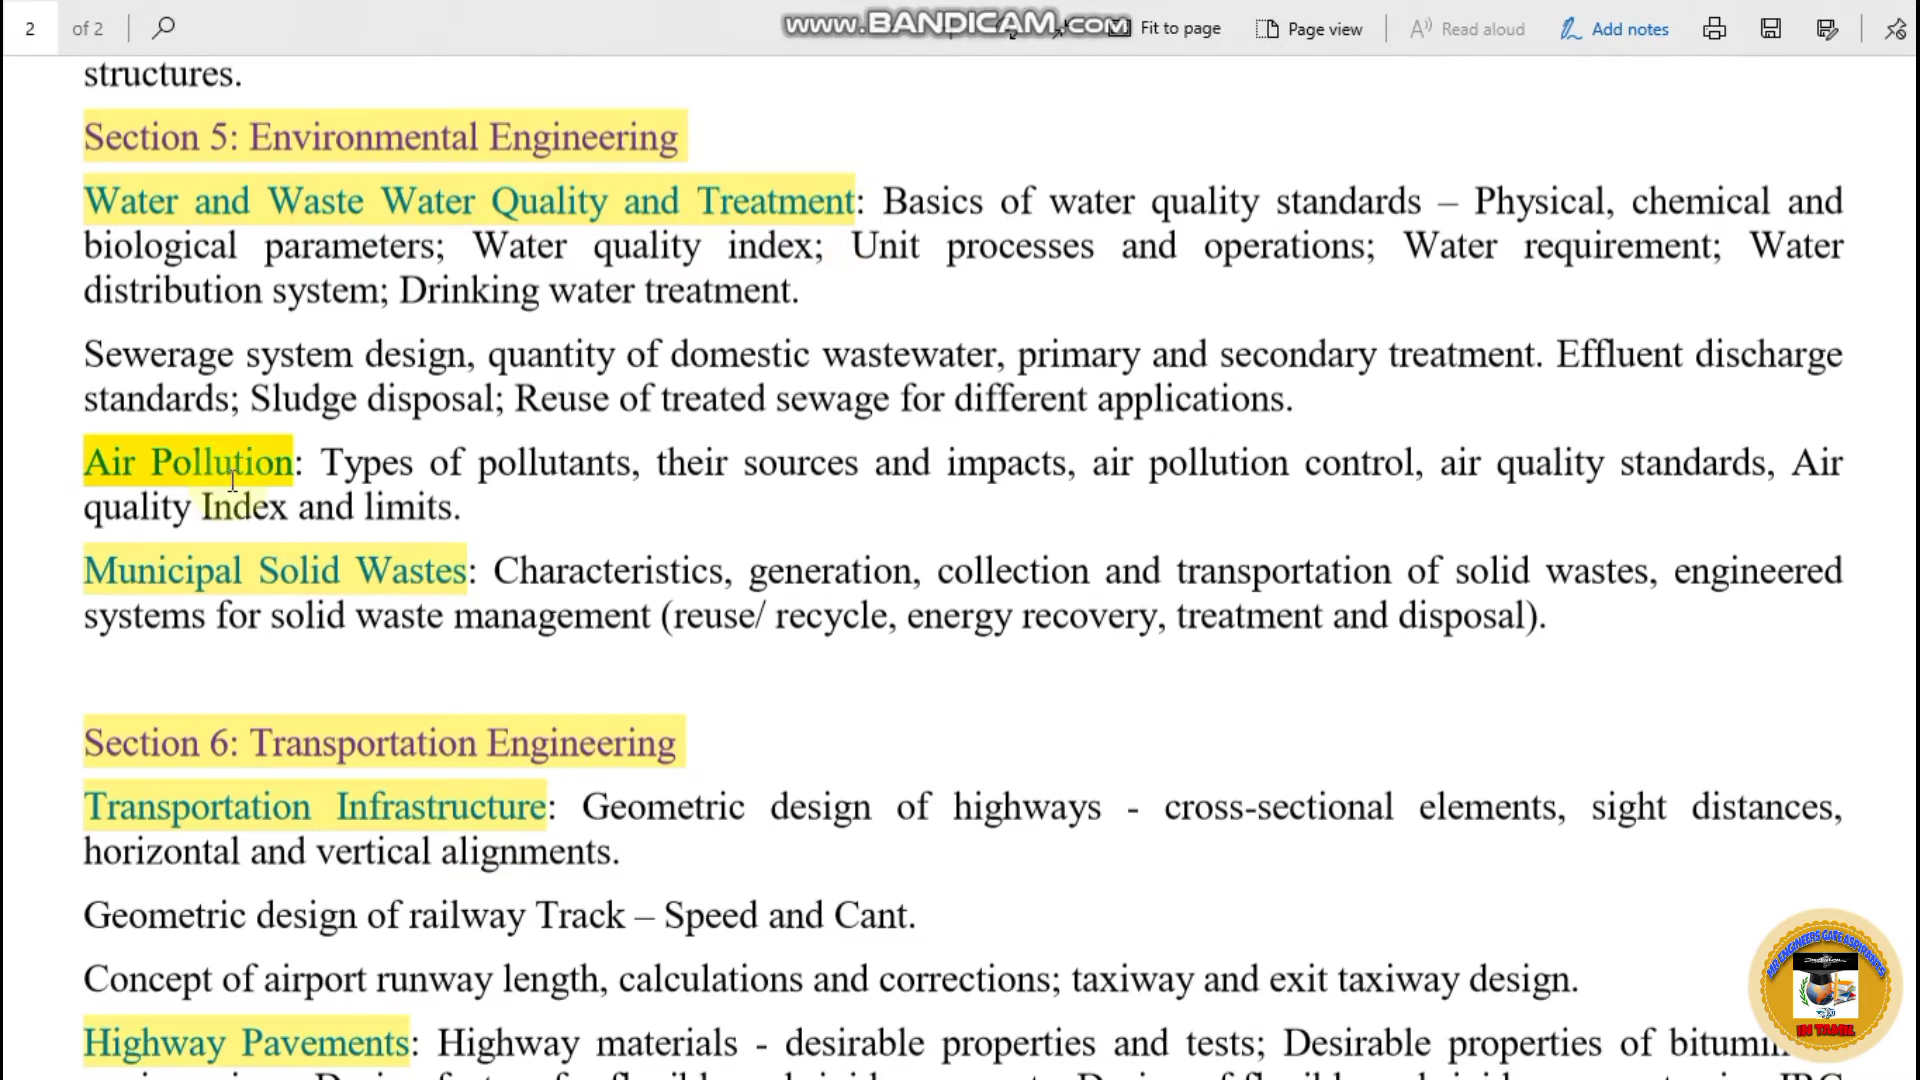 2 of 2 Fit to page Page view Read aloud Add notes
www.BANDICAM.com
structures.
Section 5: Environmental Engineering
Water and Waste Water Quality and Treatment: Basics of water quality standards – Physical, chemical and
biological parameters; Water quality index; Unit processes and operations; Water requirement; Water
distribution system; Drinking water treatment.
Sewerage system design, quantity of domestic wastewater, primary and secondary treatment. Effluent discharge
standards; Sludge disposal; Reuse of treated sewage for different applications.
Air Pollution: Types of pollutants, their sources and impacts, air pollution control, air quality standards, Air
quality Index and limits.
Municipal Solid Wastes: Characteristics, generation, collection and transportation of solid wastes, engineered
systems for solid waste management (reuse/ recycle, energy recovery, treatment and disposal).
Section 6: Transportation Engineering
Transportation Infrastructure: Geometric design of highways - cross-sectional elements, sight distances,
horizontal and vertical alignments.
Geometric design of railway Track – Speed and Cant.
Concept of airport runway length, calculations and corrections; taxiway and exit taxiway design.
Highway Pavements: Highway materials - desirable properties and tests; Desirable properties of
IN TAMIL